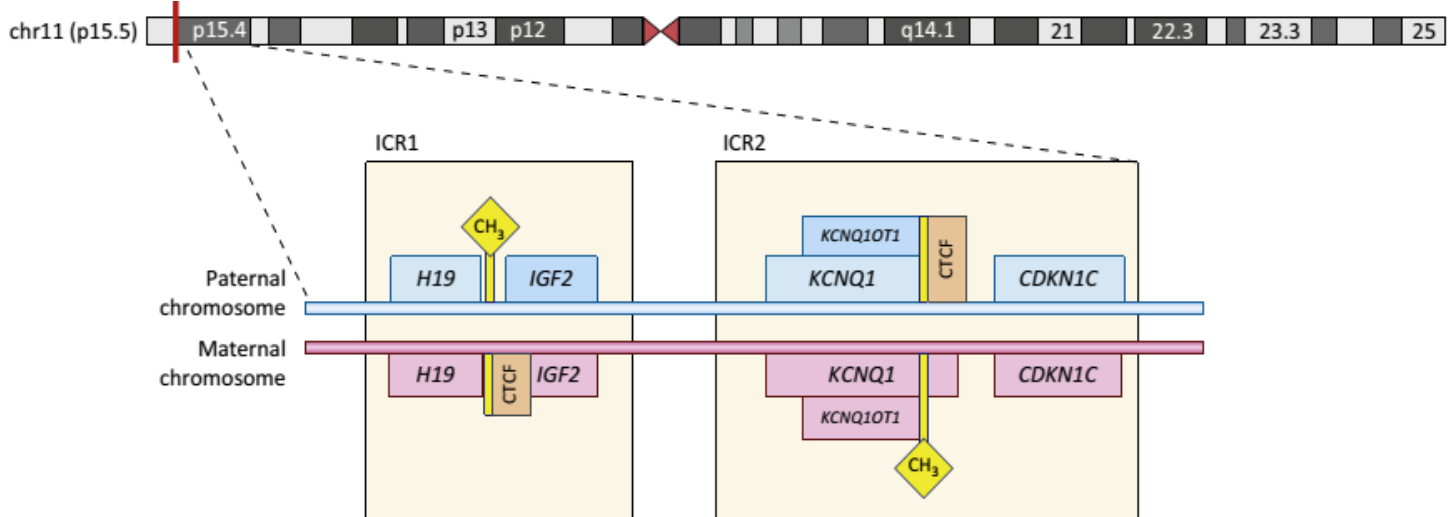 chr11 (p15.5) p15.4 p13 p12 q14.1 21 22.3 23.3 25
ICR1 ICR2
CH3
KCNQ1OT1 CTCF
Paternal chromosome
H19 IGF2 KCNQ1 CDKN1C
Maternal chromosome
H19 CTCF IGF2 KCNQ1 CDKN1C
KCNQ1OT1
CH3